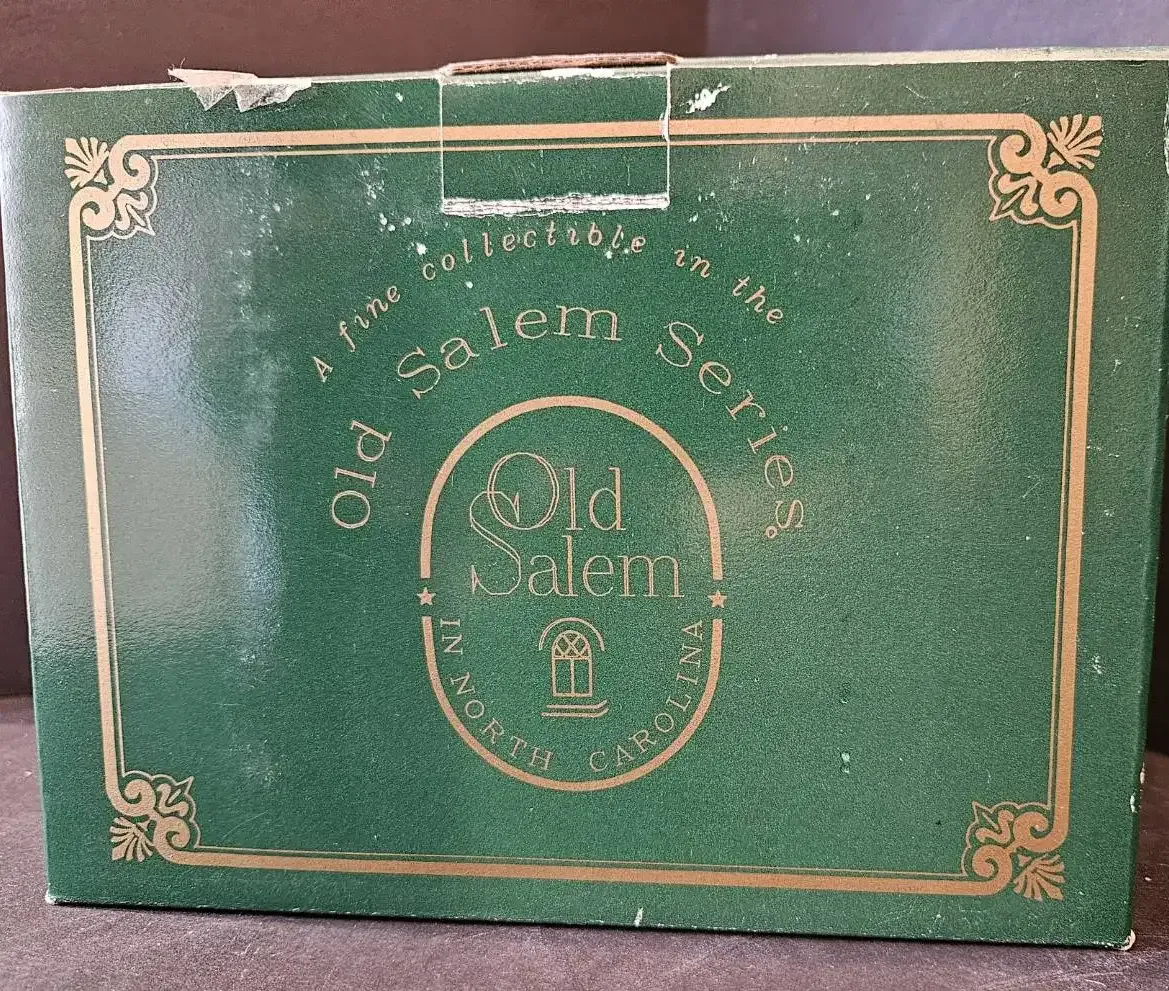 A fine collectible in the
Old Salem Series.
Old
Salem
IN NORTH CAROLINA